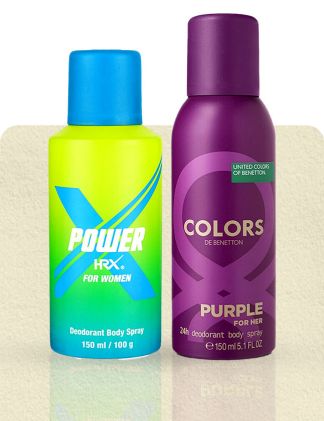 X POWER
HRX®
FOR WOMEN
Deodorant Body Spray
150 ml / 100 g
UNITED COLORS
OF BENETTON
COLORS
DE BENETTON
PURPLE
FOR HER
24h deodorant body spray
℮ 150 ml 5.1 FL OZ